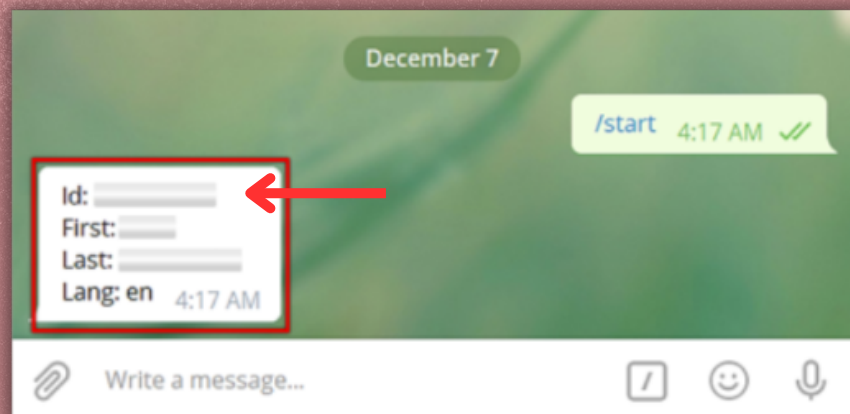 December 7
/start 4:17 AM
Id:
First:
Last:
Lang: en 4:17 AM
Write a message...